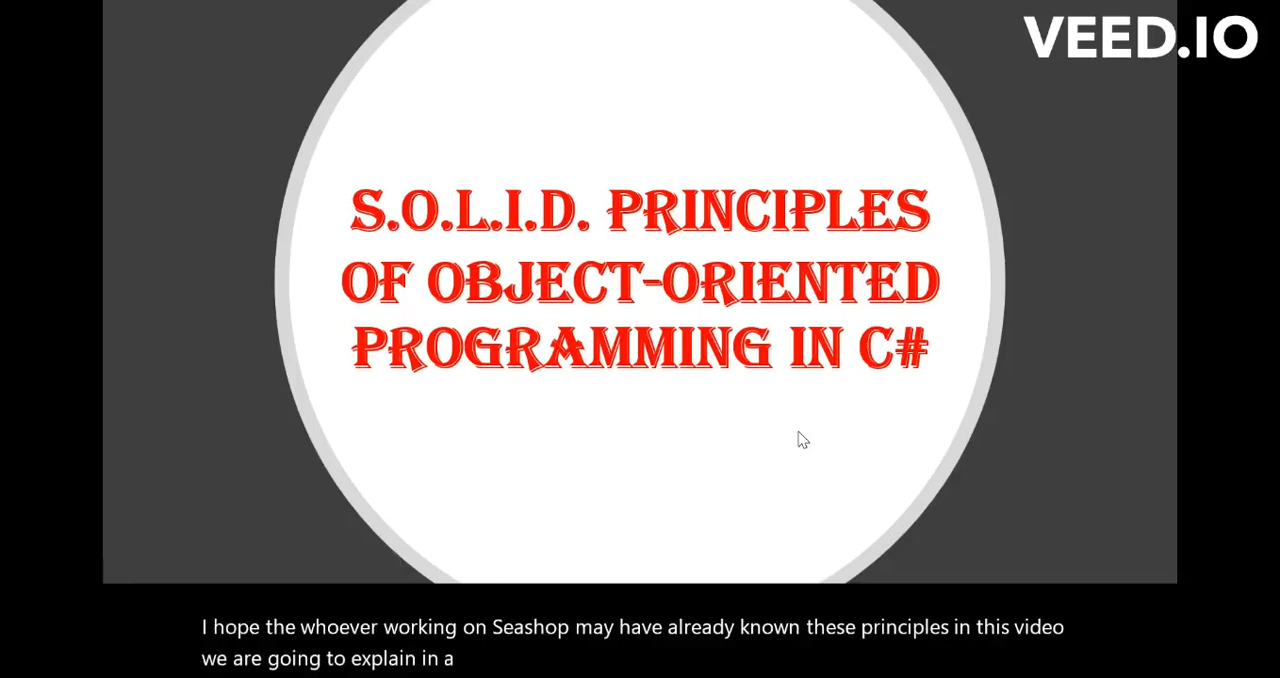 VEED.IO
S.O.L.I.D. PRINCIPLES
OF OBJECT-ORIENTED
PROGRAMMING IN C#
I hope the whoever working on Seashop may have already known these principles in this video
we are going to explain in a